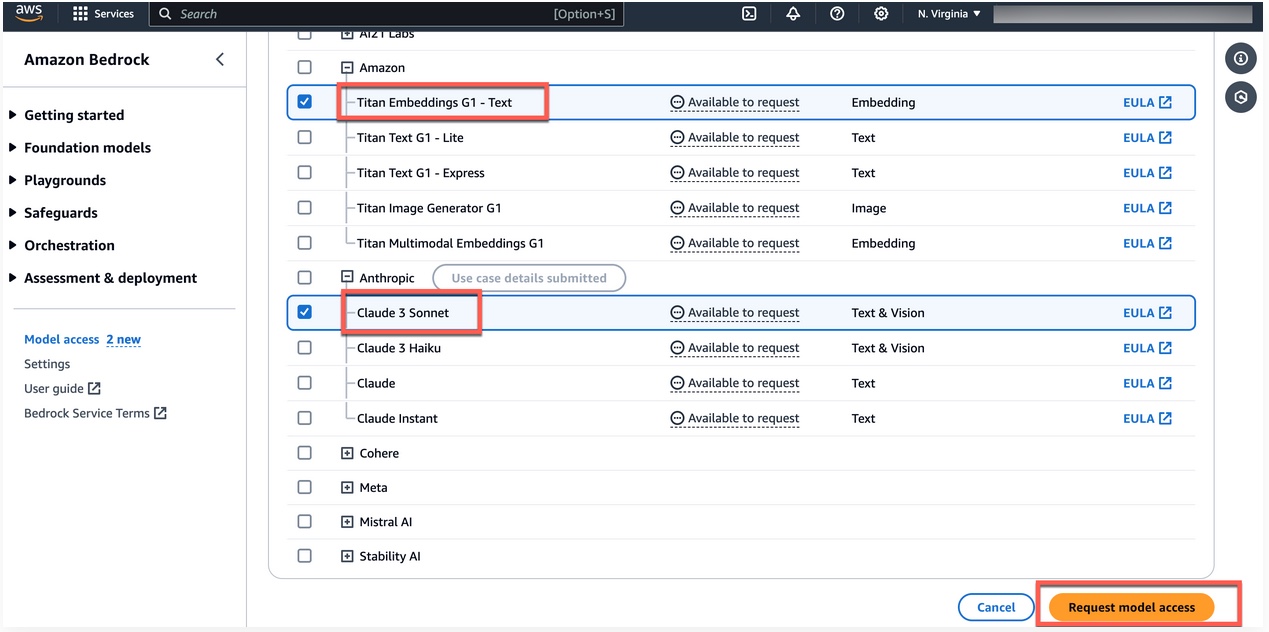 aws Services Search [Option+S] N. Virginia
Amazon Bedrock
Getting started
Foundation models
Playgrounds
Safeguards
Orchestration
Assessment & deployment
Model access 2 new
Settings
User guide
Bedrock Service Terms
AI21 Labs
Amazon
Titan Embeddings G1 - Text Available to request Embedding EULA
Titan Text G1 - Lite Available to request Text EULA
Titan Text G1 - Express Available to request Text EULA
Titan Image Generator G1 Available to request Image EULA
Titan Multimodal Embeddings G1 Available to request Embedding EULA
Anthropic Use case details submitted
Claude 3 Sonnet Available to request Text & Vision EULA
Claude 3 Haiku Available to request Text & Vision EULA
Claude Available to request Text EULA
Claude Instant Available to request Text EULA
Cohere
Meta
Mistral AI
Stability AI
Cancel Request model access